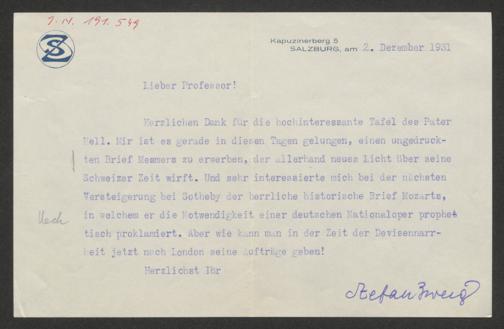 J.N. 191.549
SZ
Kapuzinerberg 5
SALZBURG, am 2. Dezember 1931
Lieber Professor!
Herzlichen Dank für die hochinteressante Tafel des Pater
Hell. Mir ist es gerade in diesen Tagen gelungen, einen ungedruck-
ten Brief Mesmers zu erwerben, der allerhand neues Licht über seine
Schweizer Zeit wirft. Und sehr interessierte mich bei der nächsten
Versteigerung bei Sotheby der herrliche historische Brief Mozarts,
in welchem er die Notwendigkeit einer deutschen Nationaloper prophe-
tisch proklamiert. Aber wie kann man in der Zeit der Devisennarr-
heit jetzt nach London seine Aufträge geben!
Herzlichst Ihr
Stefan Zweig